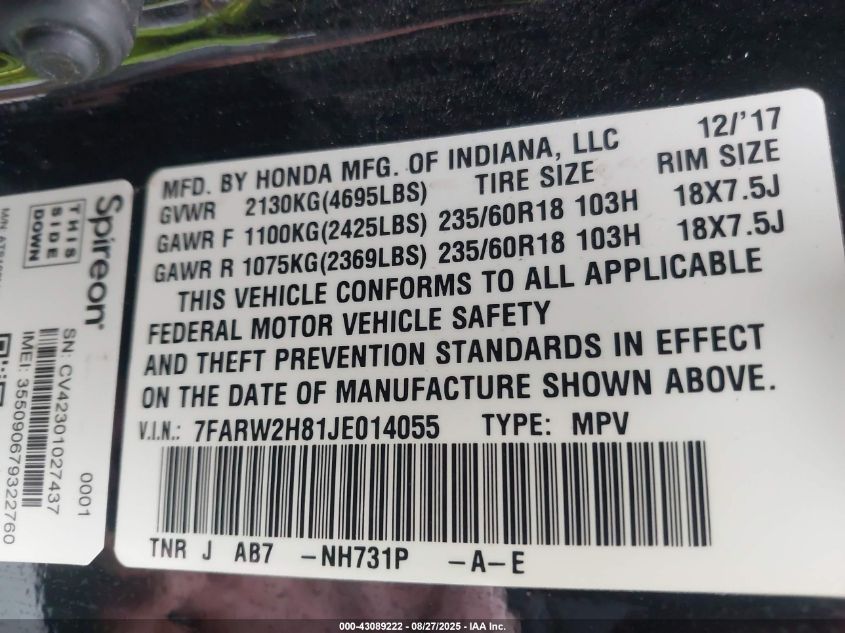 MFD. BY HONDA MFG. OF INDIANA, LLC 12/'17
TIRE SIZE RIM SIZE
GVWR 2130KG(4695LBS)
GAWR F 1100KG(2425LBS) 235/60R18 103H 18X7.5J
GAWR R 1075KG(2369LBS) 235/60R18 103H 18X7.5J
THIS VEHICLE CONFORMS TO ALL APPLICABLE
FEDERAL MOTOR VEHICLE SAFETY
AND THEFT PREVENTION STANDARDS IN EFFECT
ON THE DATE OF MANUFACTURE SHOWN ABOVE.
V.I.N.: 7FARW2H81JE014055 TYPE: MPV
TNR J AB7 -NH731P -A-E
Spireon
THIS
SIDE
DOWN
SN: CV42301027437
0001
IMEI: 355090679322760
000-43089222 - 08/27/2025 - IAA Inc.